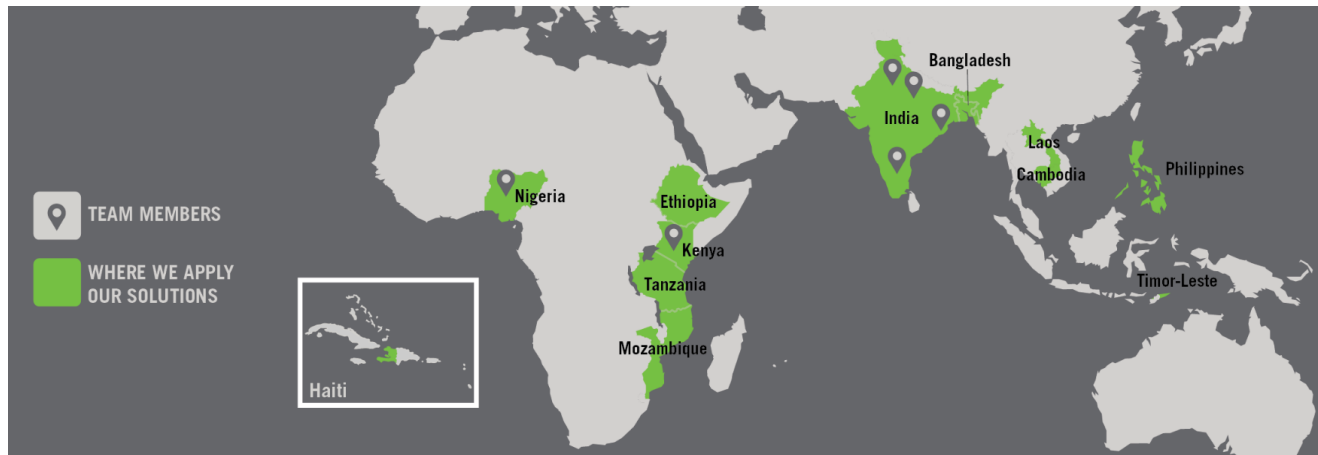 Bangladesh
India
Laos
Cambodia
Philippines
Nigeria
Ethiopia
Kenya
Tanzania
Timor-Leste
Mozambique
TEAM MEMBERS
WHERE WE APPLY
OUR SOLUTIONS
Haiti